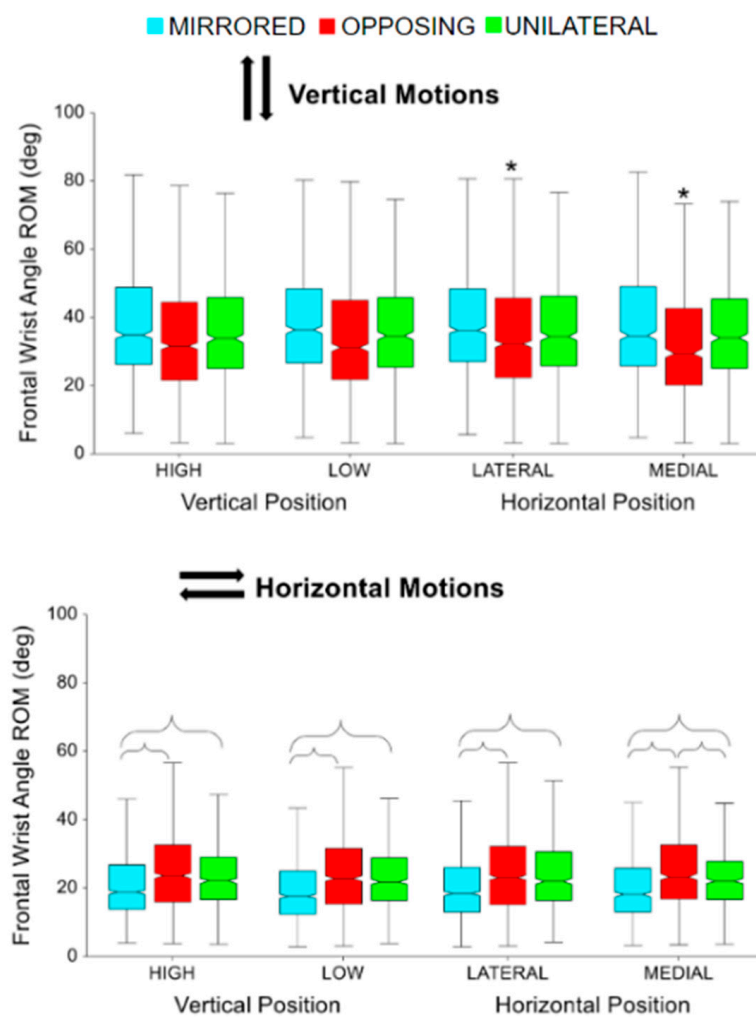 MIRRORED OPPOSING UNILATERAL
Vertical Motions
Frontal Wrist Angle ROM (deg)
100
80
60
40
20
0
* *
HIGH LOW LATERAL MEDIAL
Vertical Position Horizontal Position
Horizontal Motions
Frontal Wrist Angle ROM (deg)
100
80
60
40
20
0
HIGH LOW LATERAL MEDIAL
Vertical Position Horizontal Position